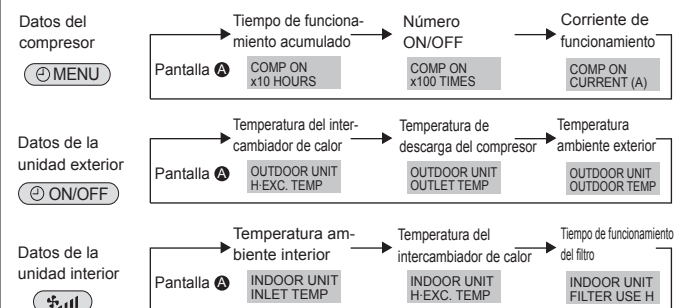 Datos del
compresor
MENU
Pantalla A
Tiempo de funciona-
miento acumulado
COMP ON
x10 HOURS
Número
ON/OFF
COMP ON
x100 TIMES
Corriente de
funcionamiento
COMP ON
CURRENT (A)
Datos de la
unidad exterior
ON/OFF
Pantalla A
Temperatura del inter-
cambiador de calor
OUTDOOR UNIT
H·EXC. TEMP
Temperatura de
descarga del compresor
OUTDOOR UNIT
OUTLET TEMP
Temperatura
ambiente exterior
OUTDOOR UNIT
OUTDOOR TEMP
Datos de la
unidad interior
Pantalla A
Temperatura am-
biente interior
INDOOR UNIT
INLET TEMP
Temperatura del
intercambiador de calor
INDOOR UNIT
H·EXC. TEMP
Tiempo de funcionamiento
del filtro
INDOOR UNIT
FILTER USE H